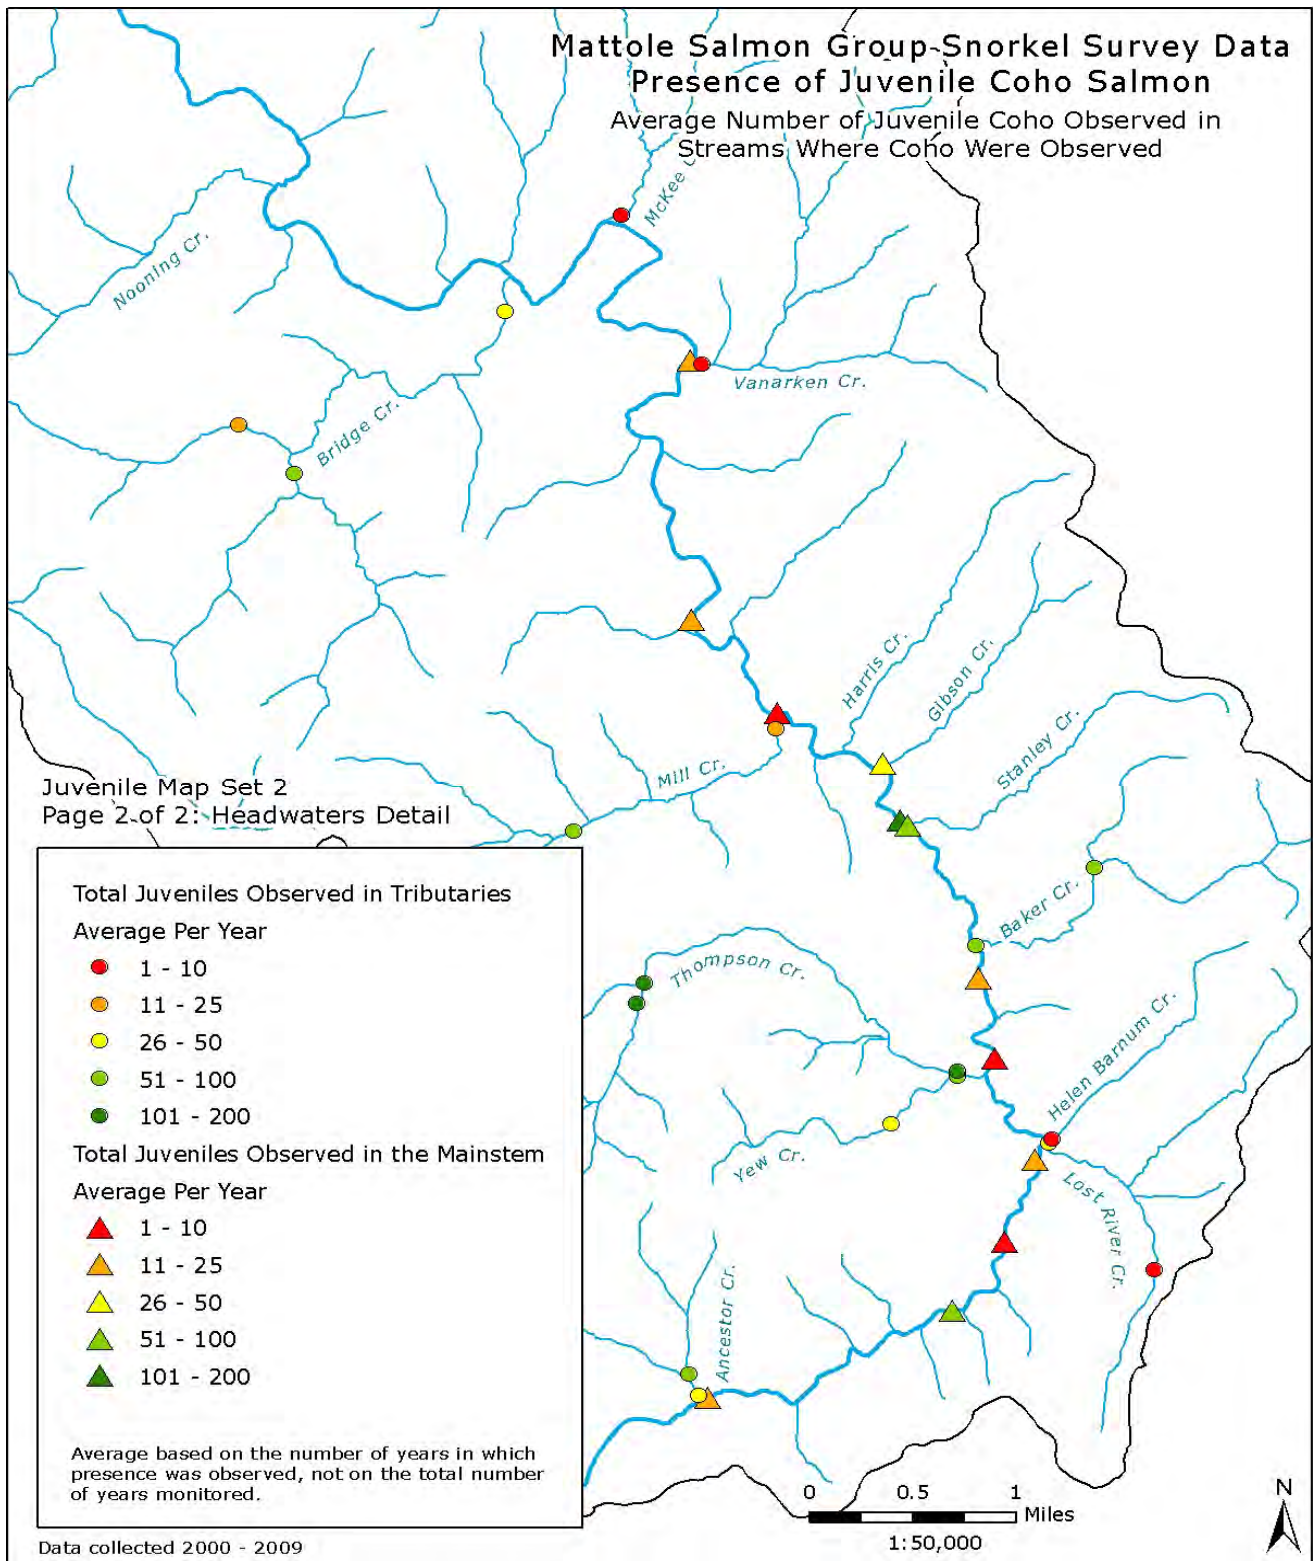 Mattole Salmon Group-Snorkel Survey Data
Presence of Juvenile Coho Salmon
Average Number of Juvenile Coho Observed in
Streams Where Coho Were Observed
McKee
Nooning Cr.
Vanarken Cr.
Bridge Cr.
Harris Cr.
Gibson Cr.
Stanley Cr.
Mill Cr.
Juvenile Map Set 2
Page 2 of 2: Headwaters Detail
Baker Cr.
Thompson Cr.
Helen Barnum Cr.
Yew Cr.
Lost River Cr.
Ancestor Cr.
Total Juveniles Observed in Tributaries
Average Per Year
1 - 10
11 - 25
26 - 50
51 - 100
101 - 200
Total Juveniles Observed in the Mainstem
Average Per Year
1 - 10
11 - 25
26 - 50
51 - 100
101 - 200
Average based on the number of years in which
presence was observed, not on the total number
of years monitored.
0 0.5 1
Miles
1:50,000
N
Data collected 2000 - 2009